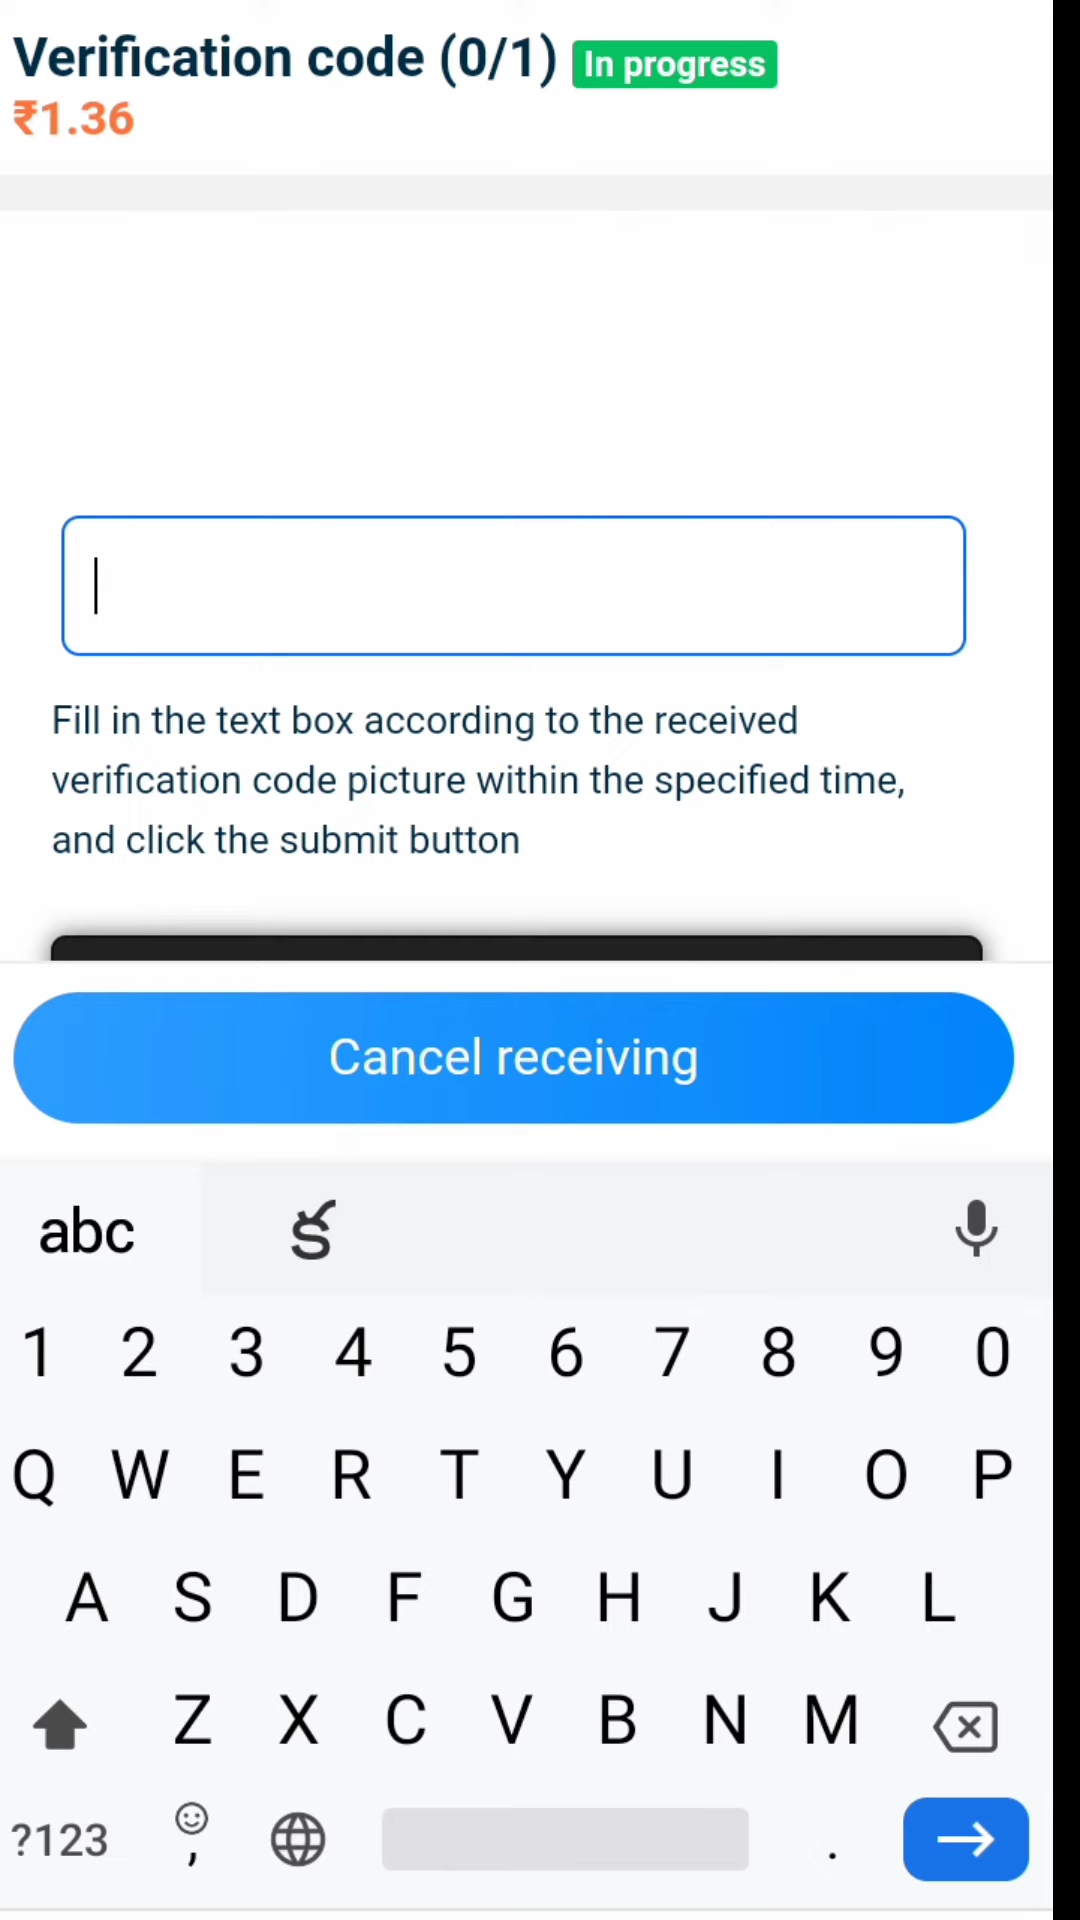 Verification code (0/1) In progress
₹1.36
Fill in the text box according to the received
verification code picture within the specified time,
and click the submit button
Cancel receiving
abc క
1 2 3 4 5 6 7 8 9 0
Q W E R T Y U I O P
A S D F G H J K L
Z X C V B N M
?123 , .